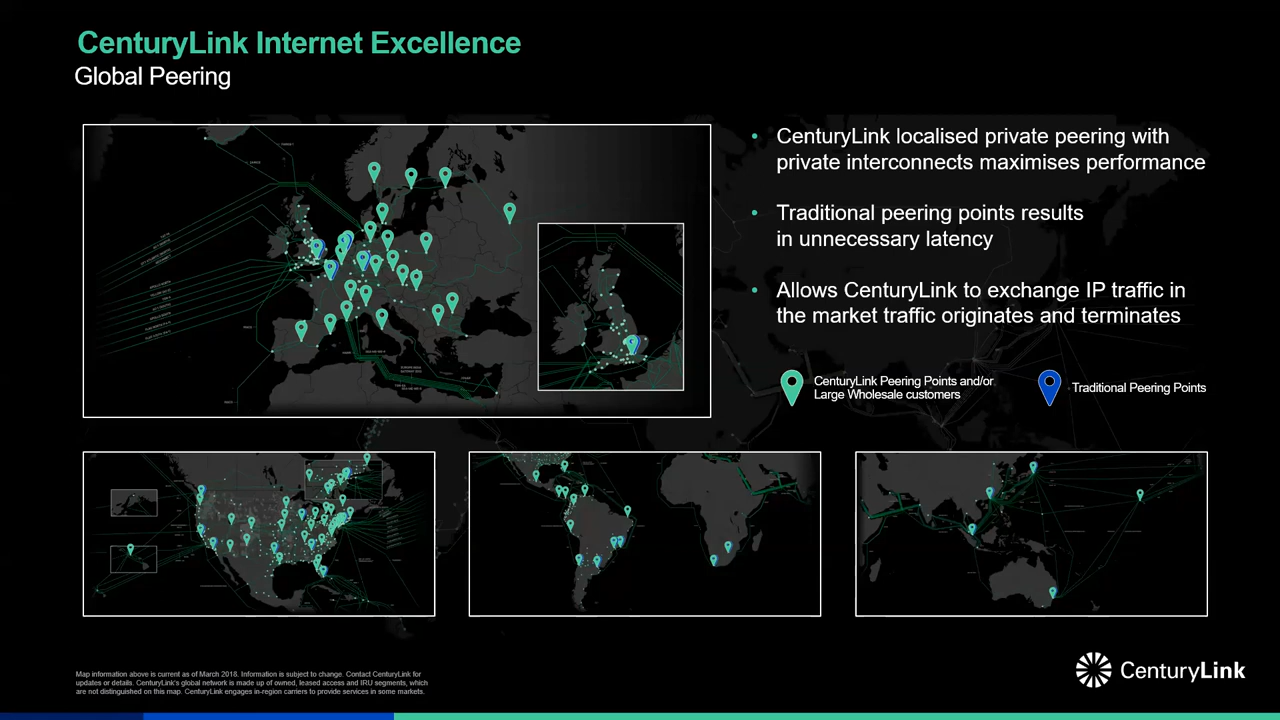 CenturyLink Internet Excellence
Global Peering
• CenturyLink localised private peering with
private interconnects maximises performance
• Traditional peering points results
in unnecessary latency
• Allows CenturyLink to exchange IP traffic in
the market traffic originates and terminates
CenturyLink Peering Points and/or
Large Wholesale customers
Traditional Peering Points
Map information above is current as of March 2018. Information is subject to change. Contact CenturyLink for
updates or details. CenturyLink's global network is made up of owned, leased access and IRU segments, which
are not distinguished on this map. CenturyLink engages in-region carriers to provide services in some markets.
CenturyLink